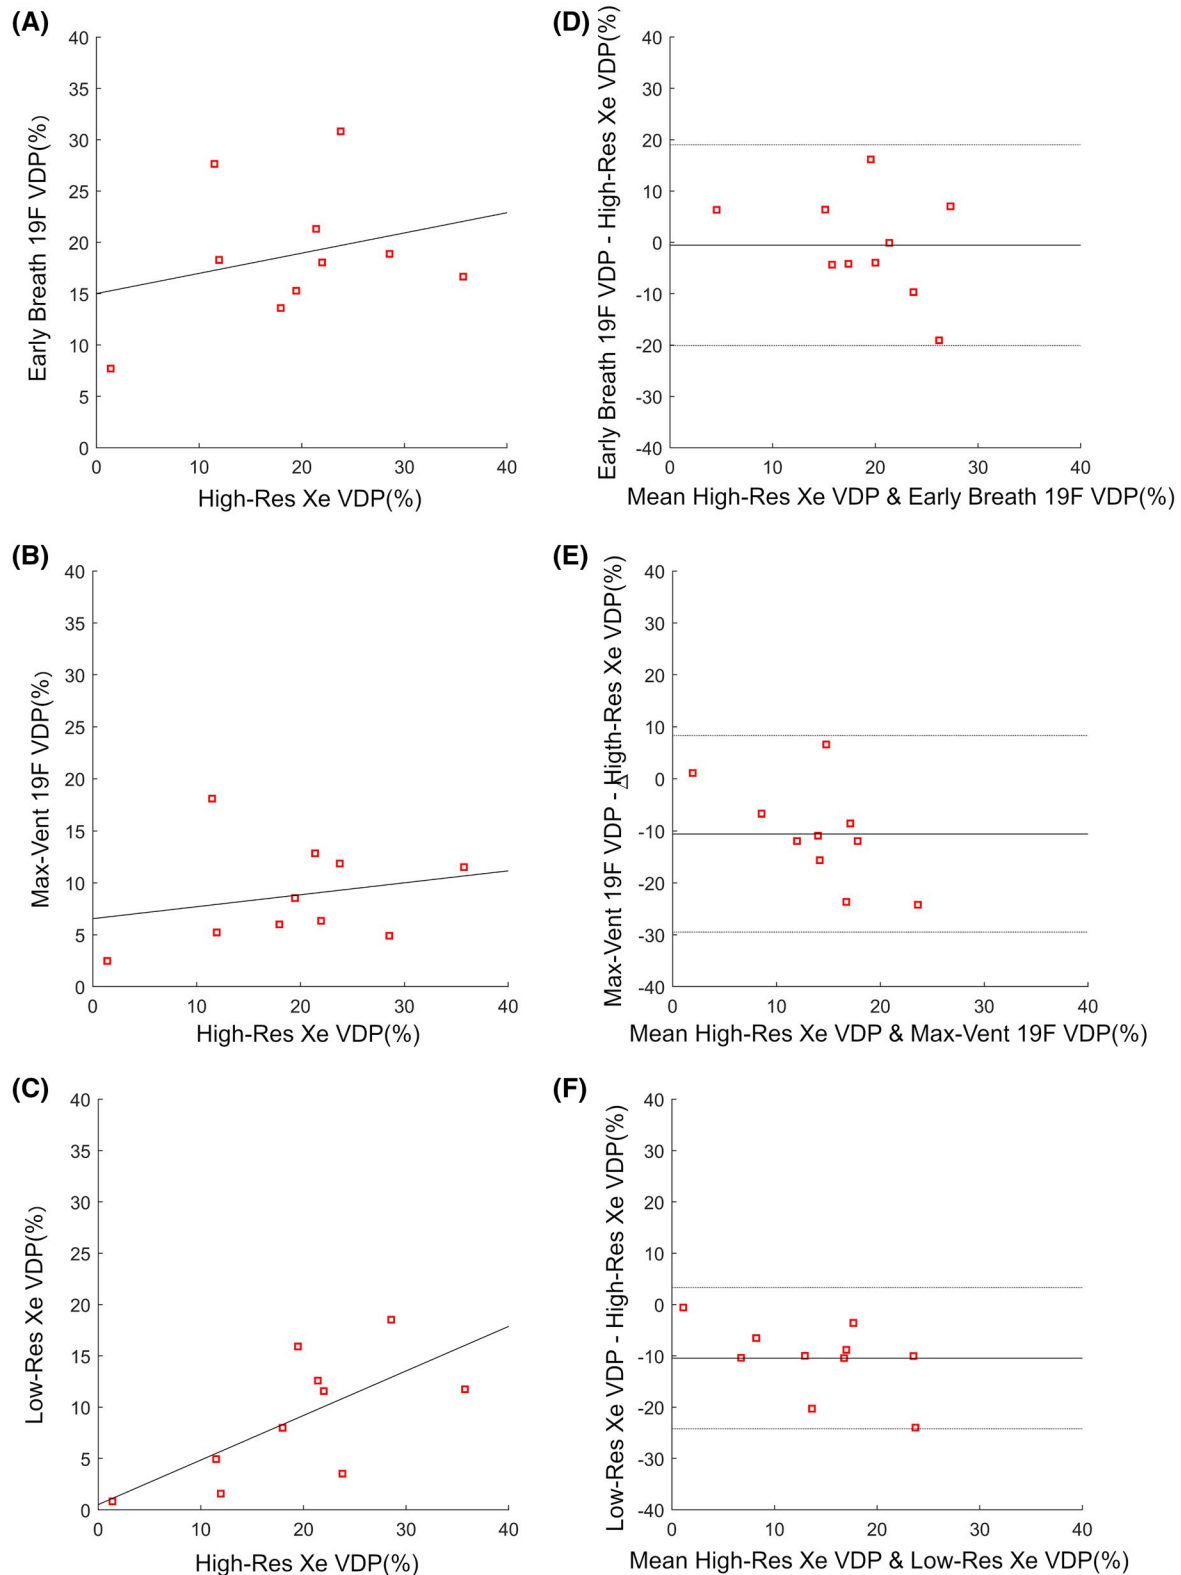 (A)
Early Breath 19F VDP(%)
40
35
30
25
20
15
10
5
0
0 10 20 30 40
High-Res Xe VDP(%)
(D)
Early Breath 19F VDP - High-Res Xe VDP(%)
40
30
20
10
0
-10
-20
-30
-40
0 10 20 30 40
Mean High-Res Xe VDP & Early Breath 19F VDP(%)
(B)
Max-Vent 19F VDP(%)
40
35
30
25
20
15
10
5
0
0 10 20 30 40
High-Res Xe VDP(%)
(E)
Max-Vent 19F VDP - Higth-Res Xe VDP(%)
40
30
20
10
0
-10
-20
-30
-40
0 10 20 30 40
Mean High-Res Xe VDP & Max-Vent 19F VDP(%)
(C)
Low-Res Xe VDP(%)
40
35
30
25
20
15
10
5
0
0 10 20 30 40
High-Res Xe VDP(%)
(F)
Low-Res Xe VDP - High-Res Xe VDP(%)
40
30
20
10
0
-10
-20
-30
-40
0 10 20 30 40
Mean High-Res Xe VDP & Low-Res Xe VDP(%)